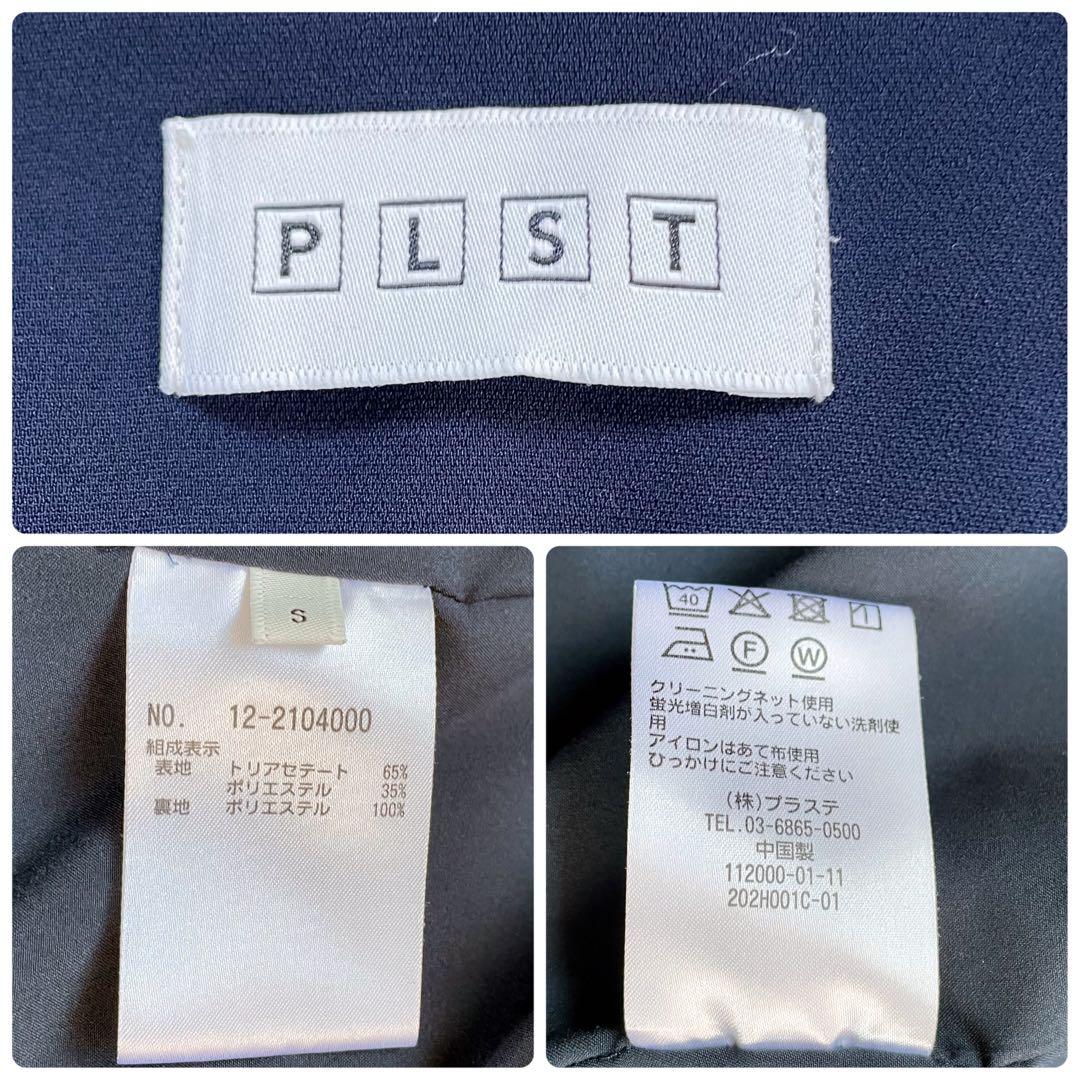 PLST
S
NO. 12-2104000
組成表示
表地 トリアセテート 65%
ポリエステル 35%
裏地 ポリエステル 100%
40
F W
クリーニングネット使用
蛍光増白剤が入っていない洗剤使
用
アイロンはあて布使用
ひっかけにご注意ください
(株)プラステ
TEL.03-6865-0500
中国製
112000-01-11
202H001C-01